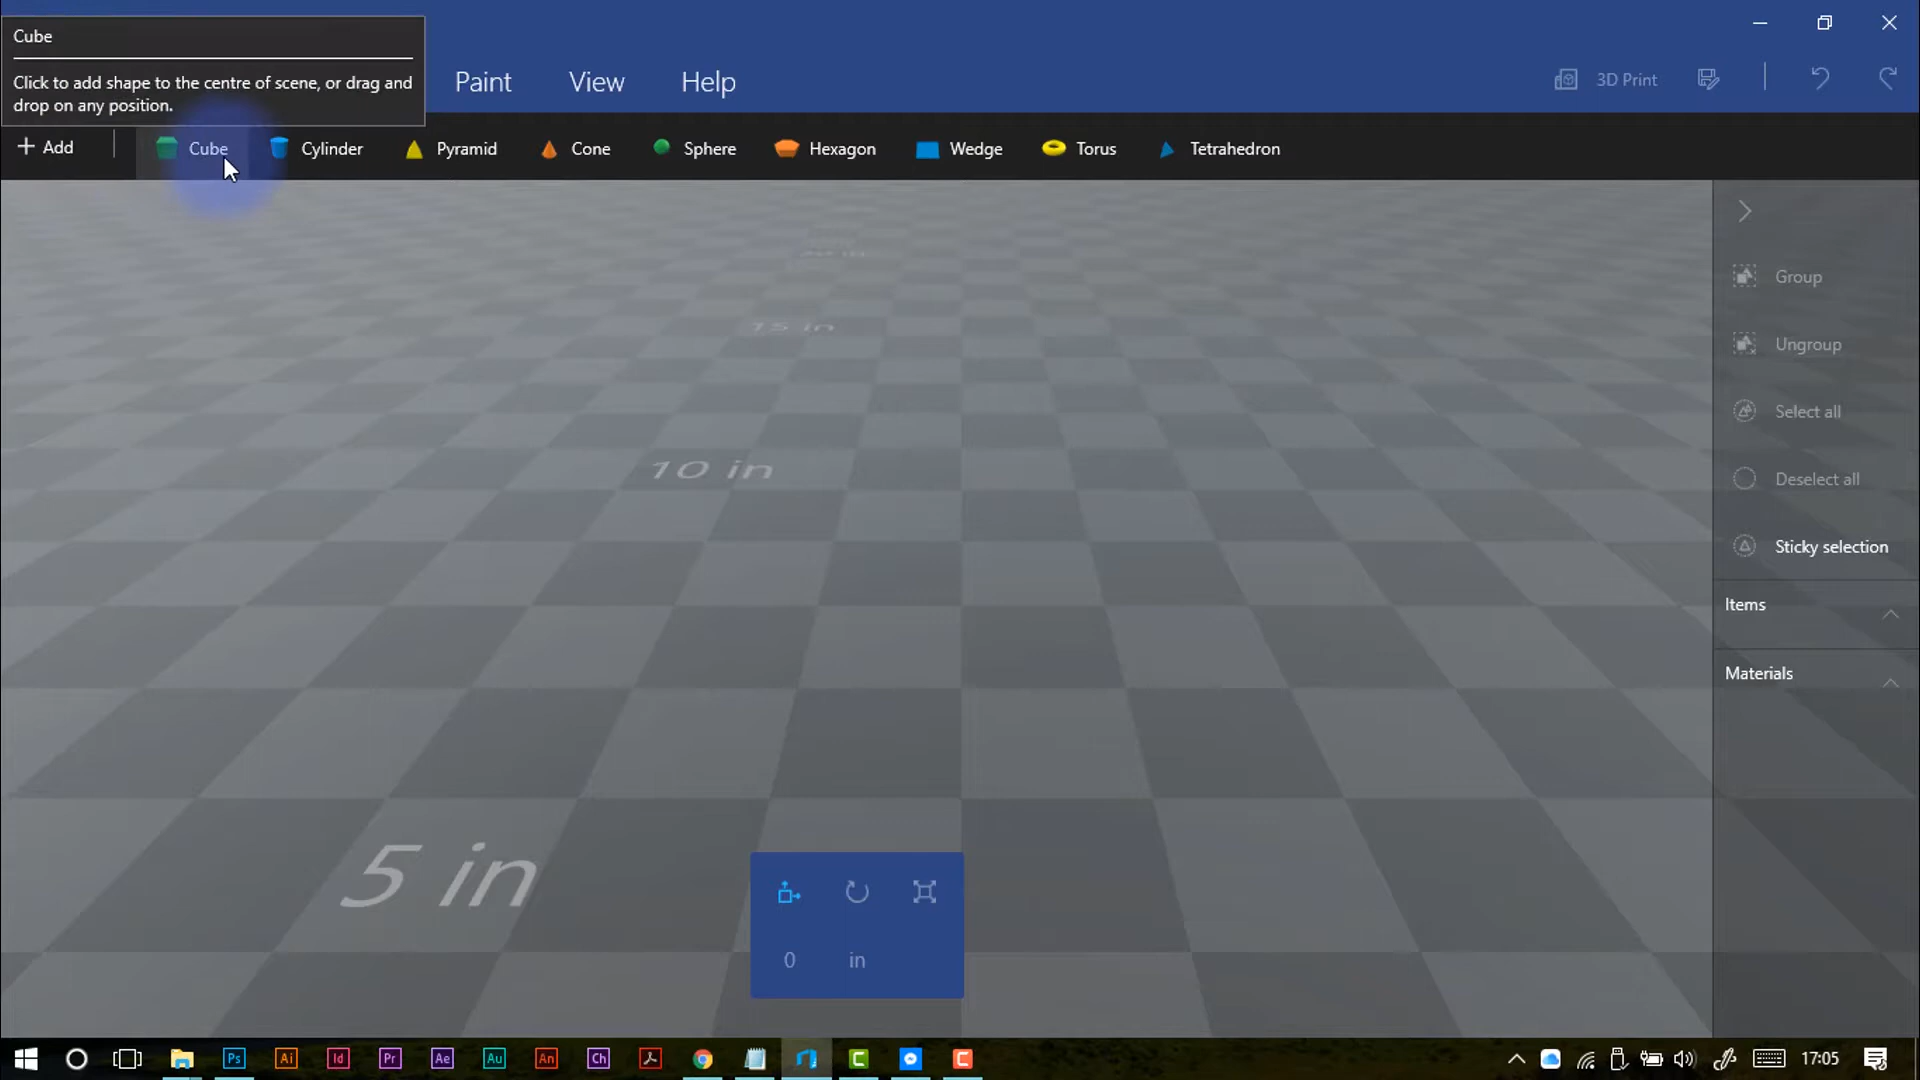 Cube
Click to add shape to the centre of scene, or drag and
drop on any position.
Paint
View
Help
3D Print
Add
Cube
Cylinder
Pyramid
Cone
Sphere
Hexagon
Wedge
Torus
Tetrahedron
15 in
10 in
5 in
Group
Ungroup
Select all
Deselect all
Sticky selection
Items
Materials
0
in
Ps
Ai
Id
Pr
Ae
Au
An
Ch
C
C
17:05